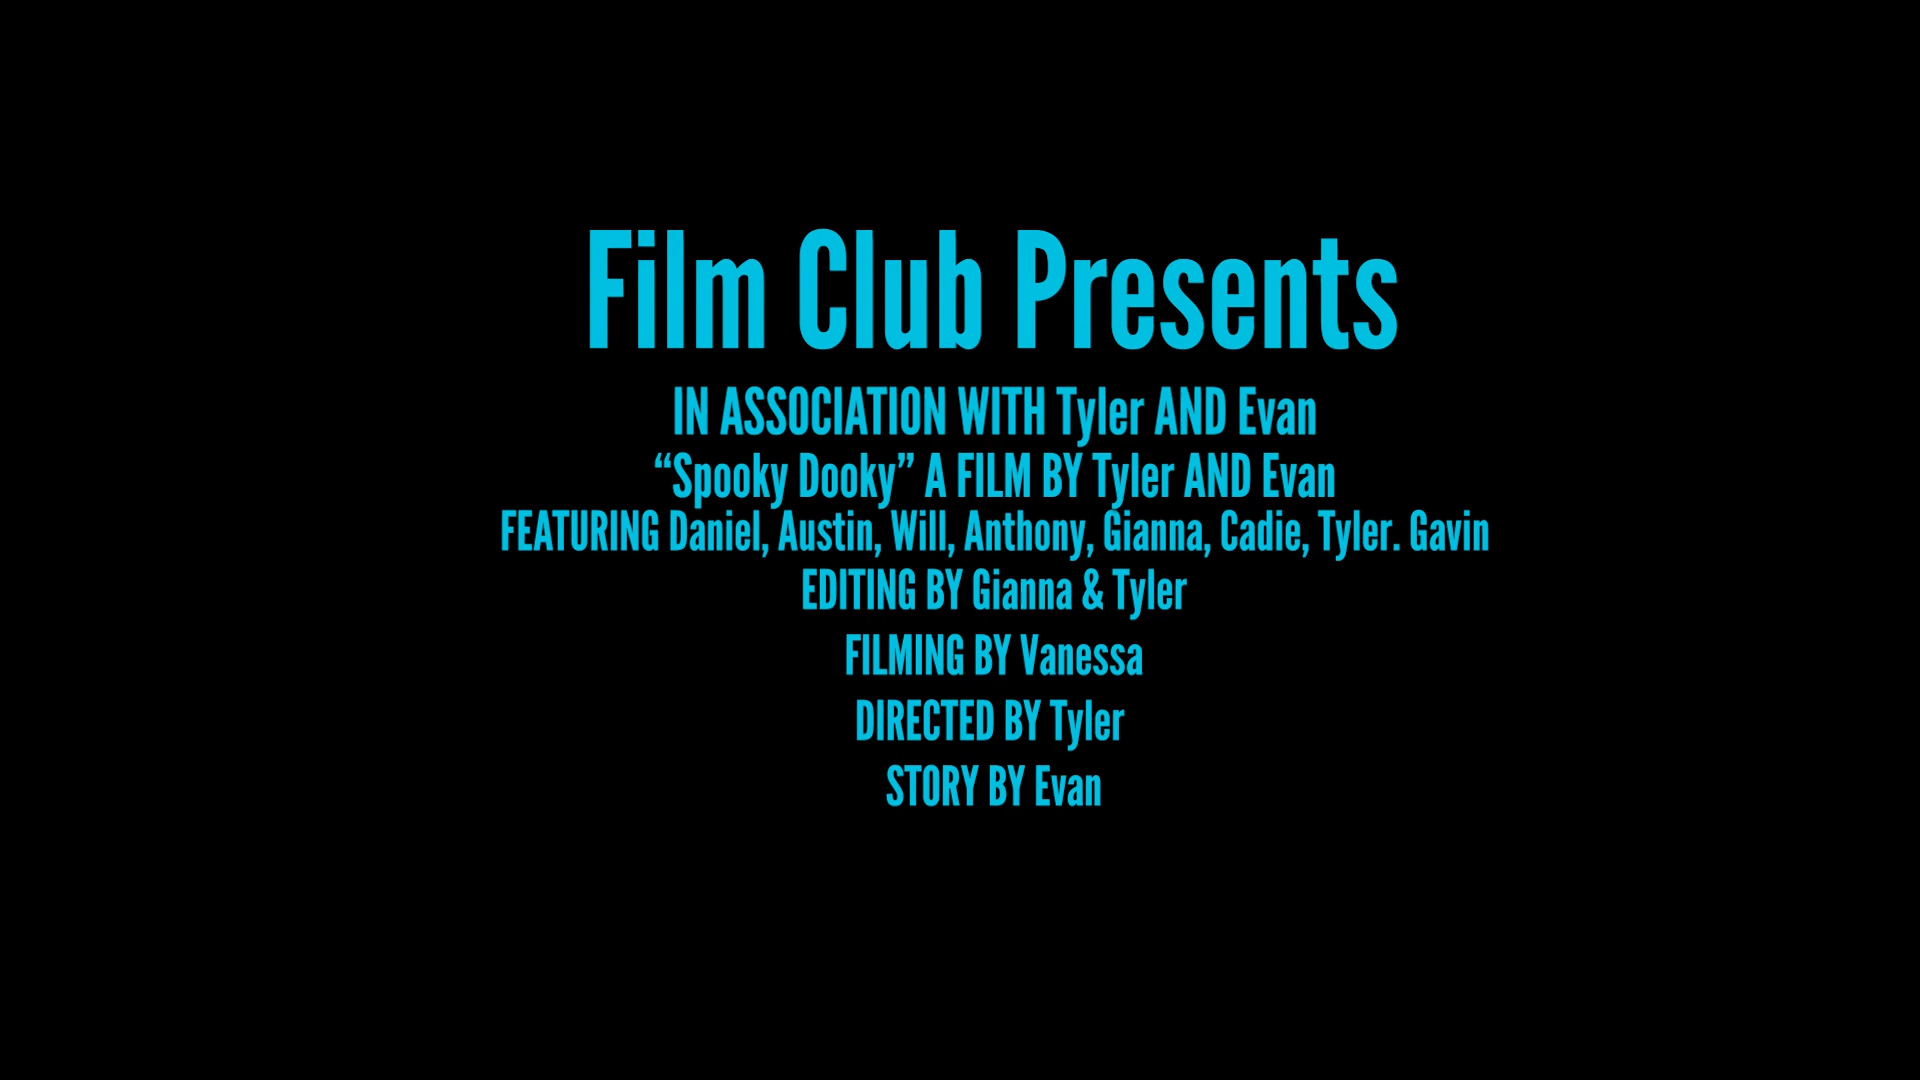 Film Club Presents
IN ASSOCIATION WITH Tyler AND Evan
“Spooky Dooky” A FILM BY Tyler AND Evan
FEATURING Daniel, Austin, Will, Anthony, Gianna, Cadie, Tyler. Gavin
EDITING BY Gianna & Tyler
FILMING BY Vanessa
DIRECTED BY Tyler
STORY BY Evan